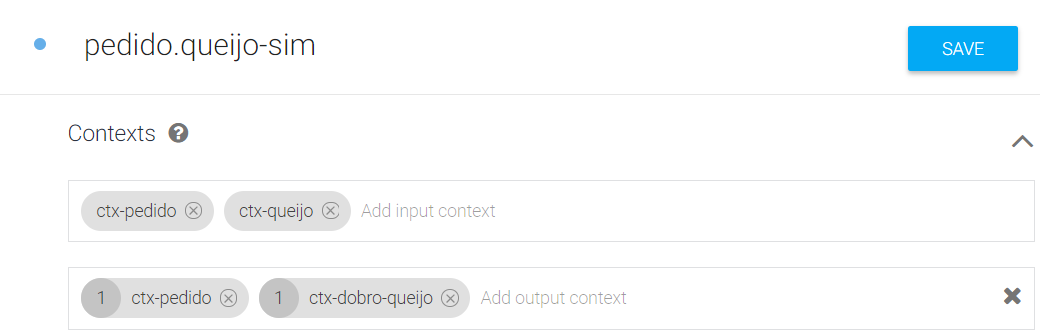 pedido.queijo-sim
SAVE
Contexts ?
ctx-pedido ctx-queijo Add input context
1 ctx-pedido 1 ctx-dobro-queijo Add output context